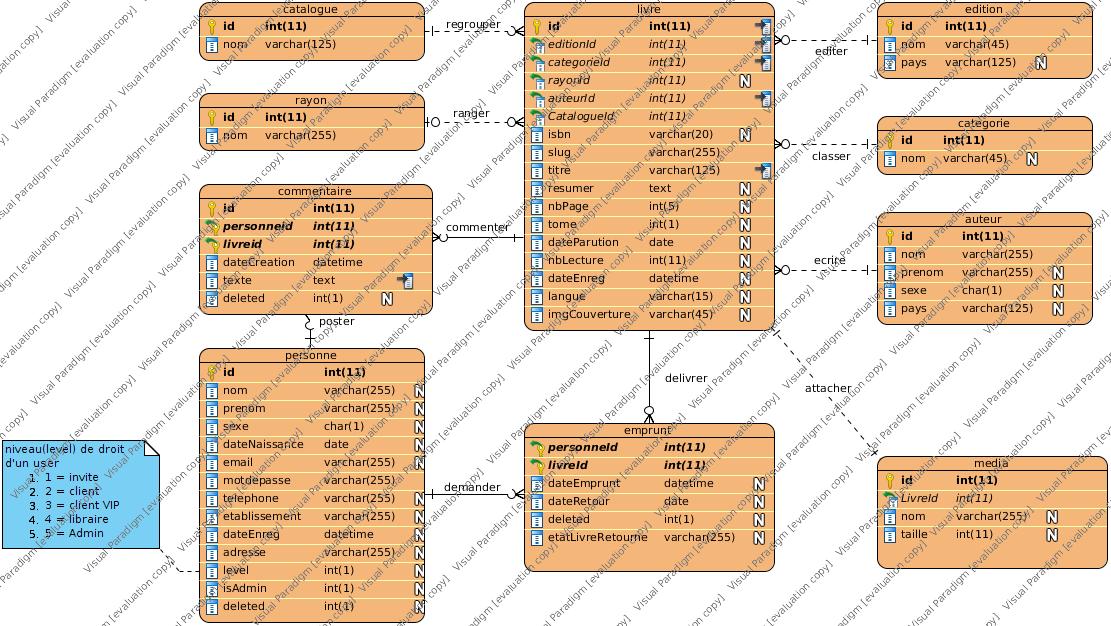 catalogue
id int(11)
nom varchar(125)
regrouper
rayon
id int(11)
nom varchar(255)
ranger
commentaire
id int(11)
personneid int(11)
livreid int(11)
dateCreation datetime
texte text
deleted int(1) N
commenter
poster
personne
id int(11)
nom varchar(255) N
prenom varchar(255) N
sexe char(1) N
dateNaissance date N
email varchar(255) N
motdepasse varchar(255) N
telephone varchar(255) N
etablissement varchar(255) N
dateEnreg datetime N
adresse varchar(255) N
level int(1) N
isAdmin int(1) N
deleted int(1) N
niveau(level) de droit
d'un user
1. 1 = invite
2. 2 = client
3. 3 = client VIP
4. 4 = libraire
5. 5 = Admin
livre
id int(11)
editionId int(11)
categorieId int(11)
rayonId int(11) N
auteurId int(11)
CatalogueId int(11)
isbn varchar(20) N
slug varchar(255)
titre varchar(125)
resumer text N
nbPage int(5) N
tome int(1) N
dateParution date N
nbLecture int(11) N
dateEnreg datetime N
langue varchar(15) N
imgCouverture varchar(45) N
delivrer
demander
emprunt
personneId int(11)
livreId int(11)
dateEmprunt datetime N
dateRetour date N
deleted int(1) N
etatLivreRetourne varchar(255) N
editer
edition
id int(11)
nom varchar(45)
pays varchar(125) N
classer
categorie
id int(11)
nom varchar(45) N
ecrire
auteur
id int(11)
nom varchar(255)
prenom varchar(255) N
sexe char(1) N
pays varchar(125) N
attacher
media
id int(11)
LivreId int(11)
nom varchar(255) N
taille int(11) N
Visual Paradigm [evaluation copy]